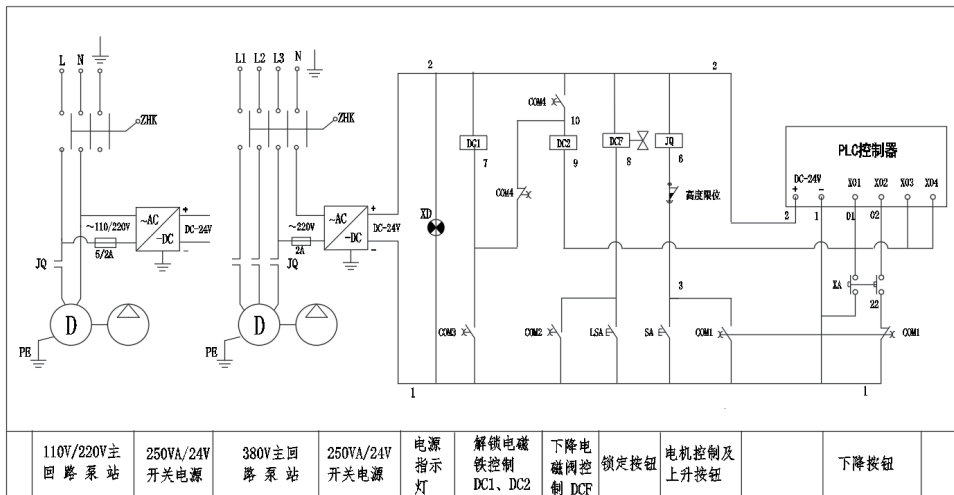 L N
ZHK
~110/220V
5/2A
~AC
—DC
+
DC-24V
-
JQ
D
PE
L1 L2 L3 N
ZHK
~220V
2A
~AC
—DC
+
DC-24V
-
JQ
D
PE
2
2
XD
DC1
7
COM3
COM4
10
COM4
DC2
9
COM2
DCF
8
LSA
JQ
6
高度限位
3
SA
COM1
COM1
PLC控制器
DC-24V X01 X02 X03 X04
+ -
2 1 01 02
XA
22
1
1
110V/220V主
回路泵站
250VA/24V
开关电源
380V主回
路泵站
250VA/24V
开关电源
电源
指示
灯
解锁电磁
铁控制
DC1、DC2
下降电
磁阀控
制 DCF
锁定按钮
电机控制及
上升按钮
下降按钮